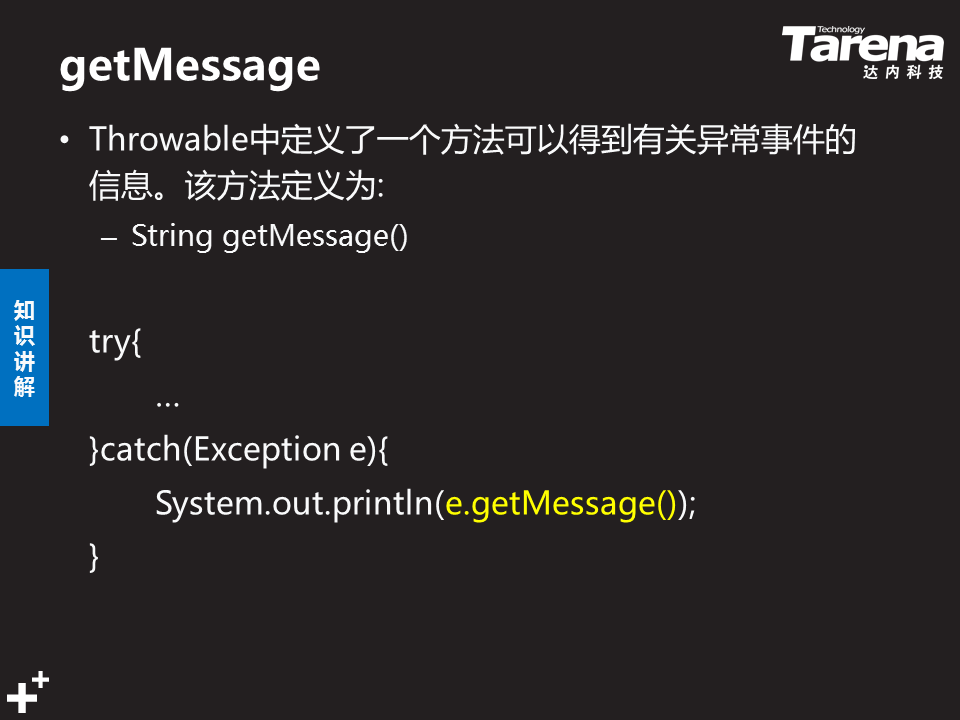 getMessage
Technology
Tarena
达内科技
• Throwable中定义了一个方法可以得到有关异常事件的
信息。该方法定义为:
– String getMessage()
知
识
讲
解
try{
…
}catch(Exception e){
System.out.println(e.getMessage());
}